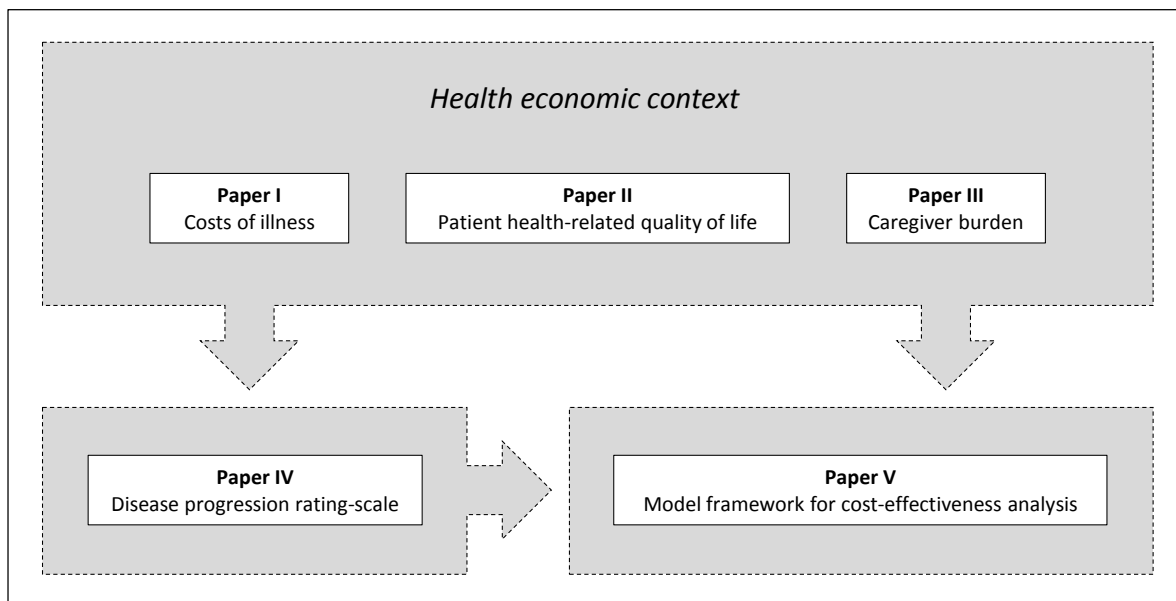 Health economic context
Paper I
Costs of illness
Paper II
Patient health-related quality of life
Paper III
Caregiver burden
Paper IV
Disease progression rating-scale
Paper V
Model framework for cost-effectiveness analysis